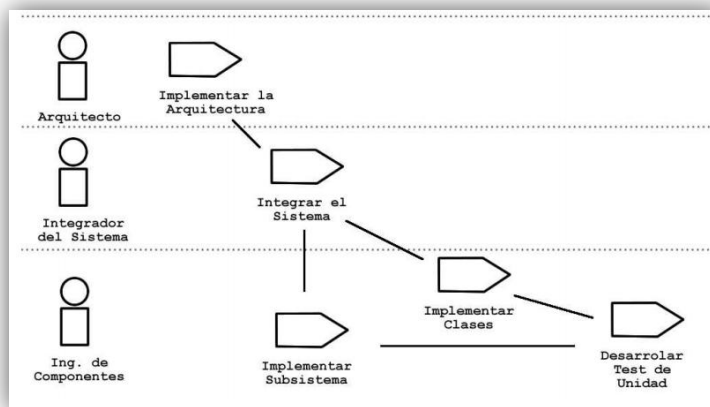 Arquitecto
Implementar la
Arquitectura
Integrador
del Sistema
Integrar el
Sistema
Ing. de
Componentes
Implementar
Subsistema
Implementar
Clases
Desarrolar
Test de
Unidad